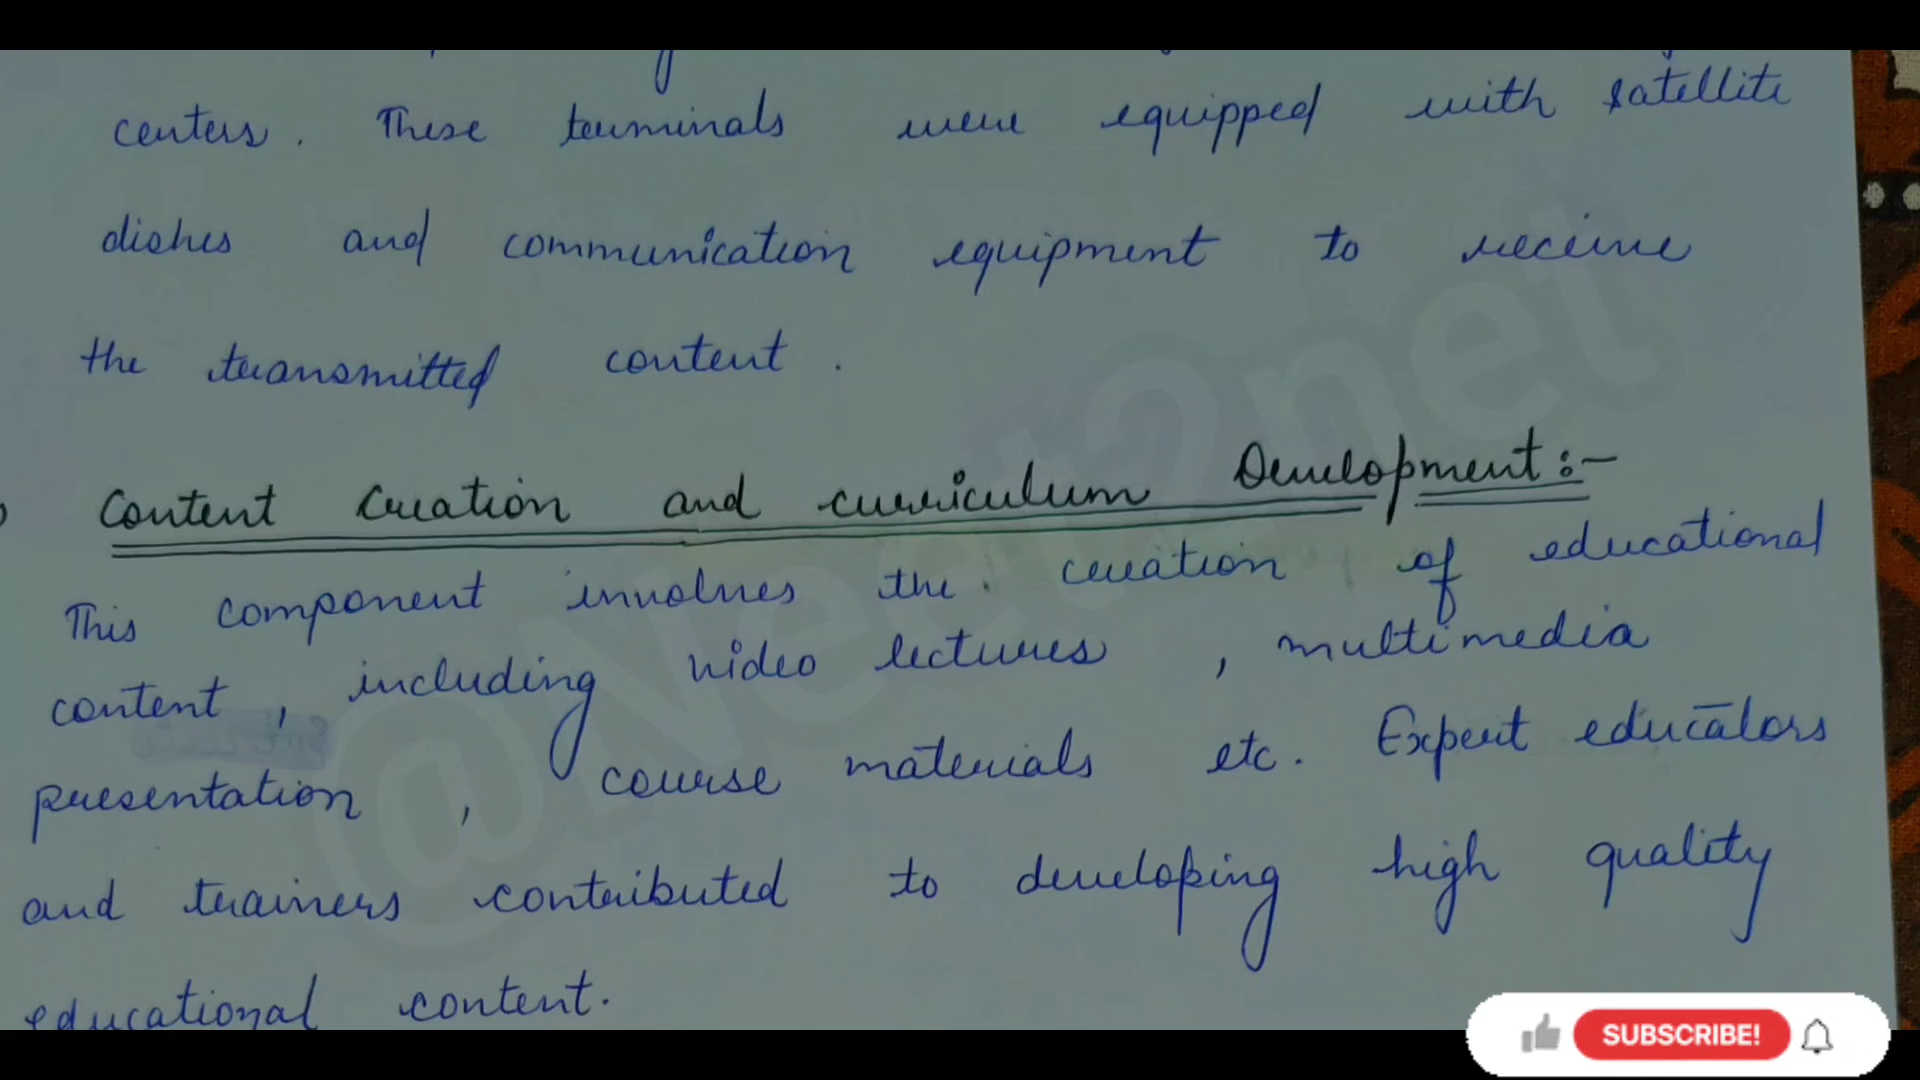 centers. These terminals were equipped with satellite
dishes and communication equipment to receive
the transmitted content.
Content Creation and curriculum Development :-
This component involves the creation of educational
content, including video lectures, multimedia
presentation, course materials etc. Expert educators
and trainers contributed to developing high quality
educational content.
@Neet2net
SUBSCRIBE!